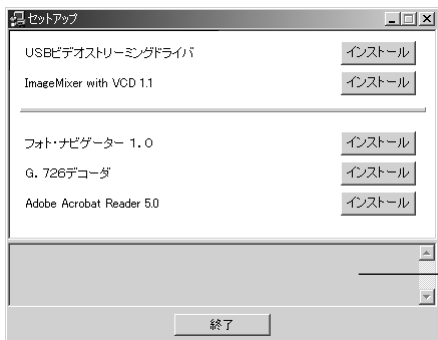 セットアップ
USBビデオストリーミングドライバ インストール
ImageMixer with VCD 1.1 インストール
フォト・ナビゲーター 1.0 インストール
G.726デコーダ インストール
Adobe Acrobat Reader 5.0 インストール
終了